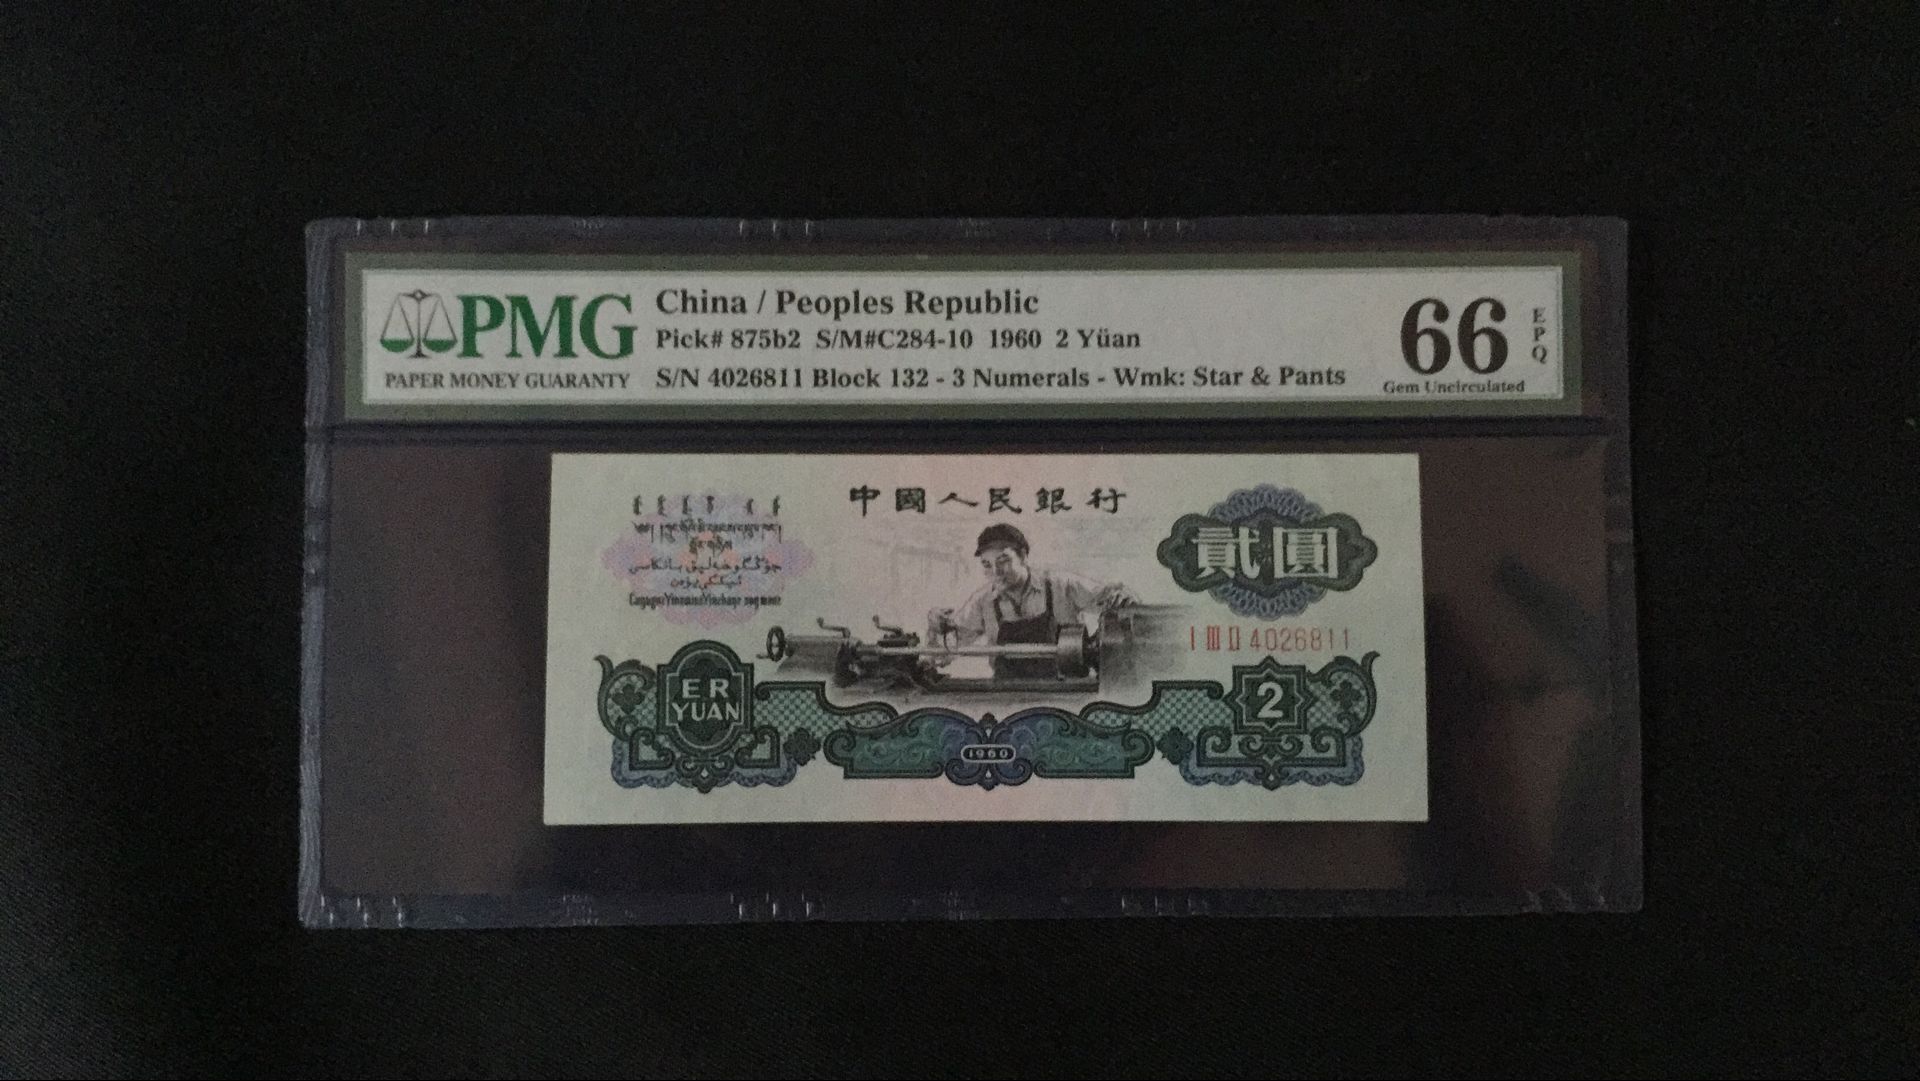 PMG
PAPER MONEY GUARANTY
China / Peoples Republic
Pick# 875b2 S/M#C284-10 1960 2 Yüan
S/N 4026811 Block 132 - 3 Numerals - Wmk: Star & Pants
66
EPQ
Gem Uncirculated
中國人民銀行
貳圓
I III II 4026811
ER
YUAN
1960
2